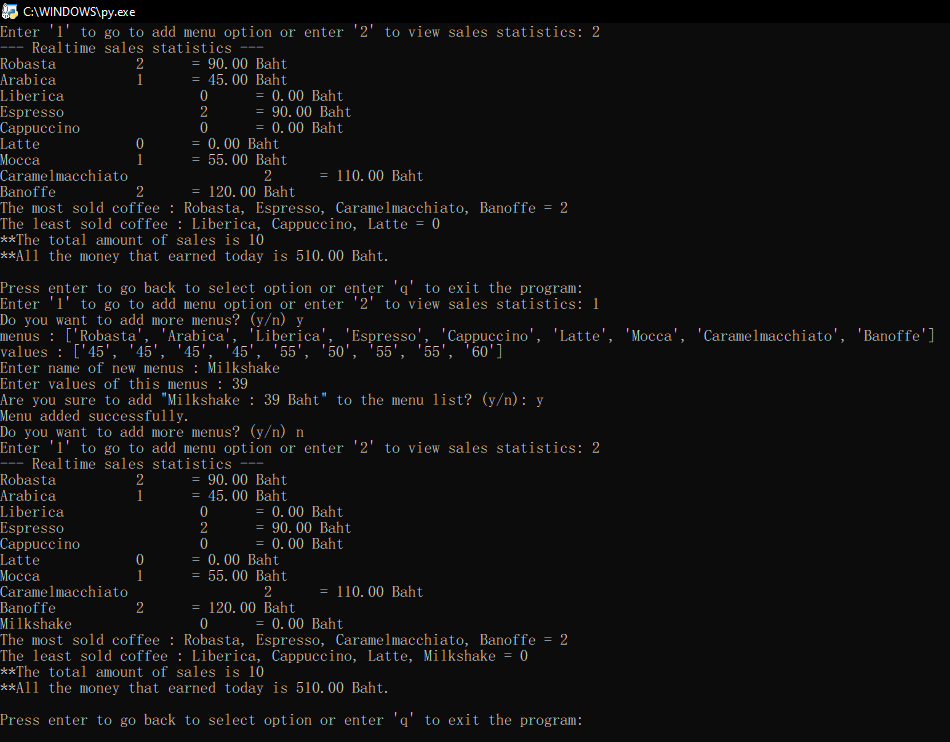 C:\WINDOWS\py.exe
Enter '1' to go to add menu option or enter '2' to view sales statistics: 2
--- Realtime sales statistics ---
Robasta          2      = 90.00 Baht
Arabica          1      = 45.00 Baht
Liberica                 0      = 0.00 Baht
Espresso                 2      = 90.00 Baht
Cappuccino               0      = 0.00 Baht
Latte            0      = 0.00 Baht
Mocca            1      = 55.00 Baht
Caramelmacchiato                 2      = 110.00 Baht
Banoffe          2      = 120.00 Baht
The most sold coffee : Robasta, Espresso, Caramelmacchiato, Banoffe = 2
The least sold coffee : Liberica, Cappuccino, Latte = 0
**The total amount of sales is 10
**All the money that earned today is 510.00 Baht.
Press enter to go back to select option or enter 'q' to exit the program:
Enter '1' to go to add menu option or enter '2' to view sales statistics: 1
Do you want to add more menus? (y/n) y
menus : ['Robasta', 'Arabica', 'Liberica', 'Espresso', 'Cappuccino', 'Latte', 'Mocca', 'Caramelmacchiato', 'Banoffe']
values : ['45', '45', '45', '45', '55', '50', '55', '55', '60']
Enter name of new menus : Milkshake
Enter values of this menus : 39
Are you sure to add "Milkshake : 39 Baht" to the menu list? (y/n): y
Menu added successfully.
Do you want to add more menus? (y/n) n
Enter '1' to go to add menu option or enter '2' to view sales statistics: 2
--- Realtime sales statistics ---
Robasta          2      = 90.00 Baht
Arabica          1      = 45.00 Baht
Liberica                 0      = 0.00 Baht
Espresso                 2      = 90.00 Baht
Cappuccino               0      = 0.00 Baht
Latte            0      = 0.00 Baht
Mocca            1      = 55.00 Baht
Caramelmacchiato                 2      = 110.00 Baht
Banoffe          2      = 120.00 Baht
Milkshake                0      = 0.00 Baht
The most sold coffee : Robasta, Espresso, Caramelmacchiato, Banoffe = 2
The least sold coffee : Liberica, Cappuccino, Latte, Milkshake = 0
**The total amount of sales is 10
**All the money that earned today is 510.00 Baht.
Press enter to go back to select option or enter 'q' to exit the program: